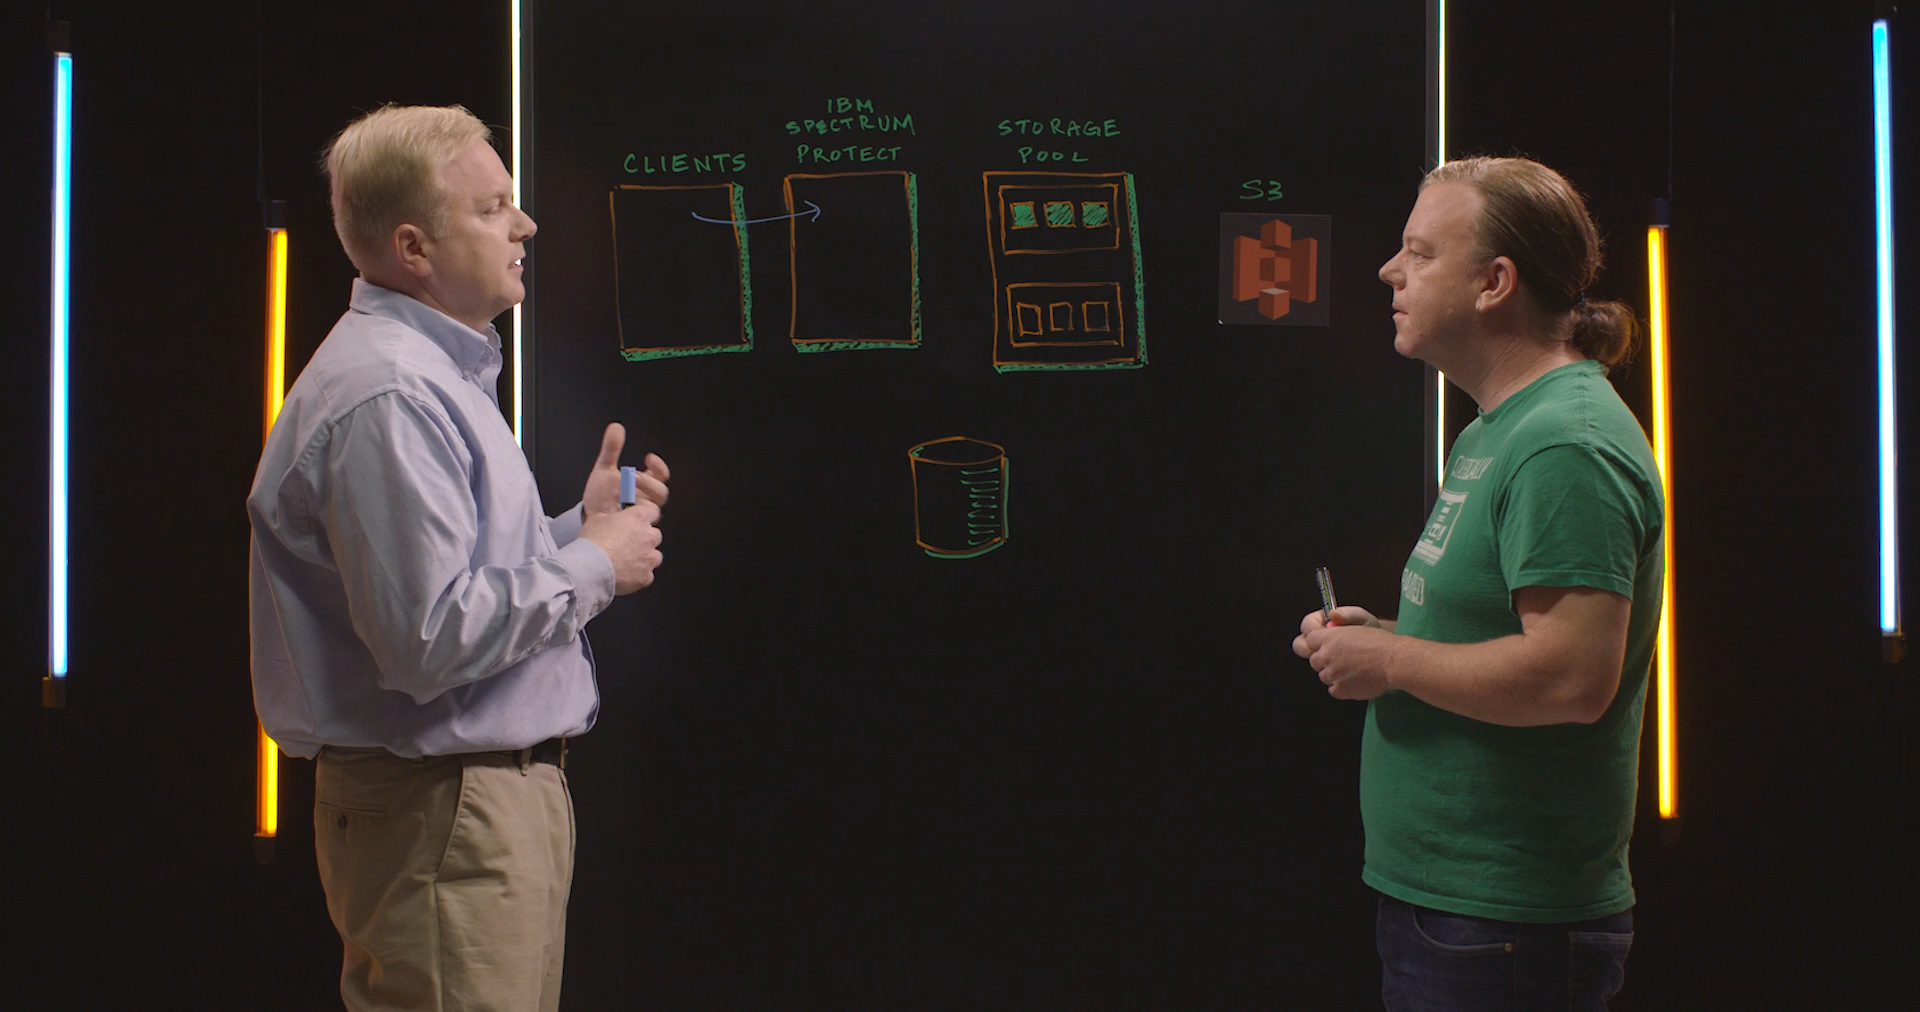 CLIENTS
IBM
SPECTRUM
PROTECT
STORAGE
POOL
S3